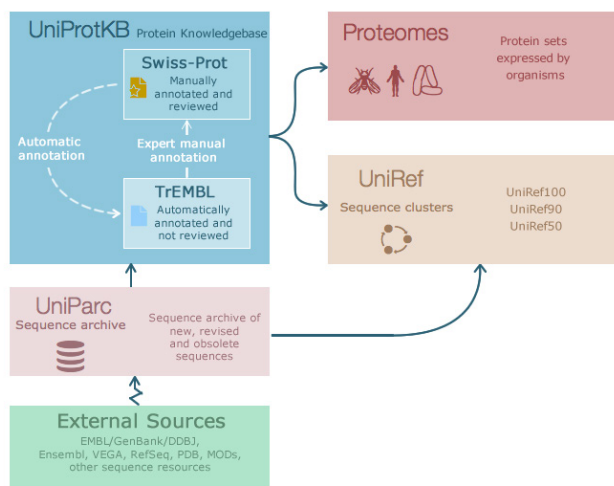 UniProtKB Protein Knowledgebase
Swiss-Prot
Manually
annotated and
reviewed
Automatic
annotation
Expert manual
annotation
TrEMBL
Automatically
annotated and
not reviewed
Proteomes
Protein sets
expressed by
organisms
UniRef
Sequence clusters
UniRef100
UniRef90
UniRef50
UniParc
Sequence archive
Sequence archive of
new, revised
and obsolete
sequences
External Sources
EMBL/GenBank/DDBJ,
Ensembl, VEGA, RefSeq, PDB, MODs,
other sequence resources